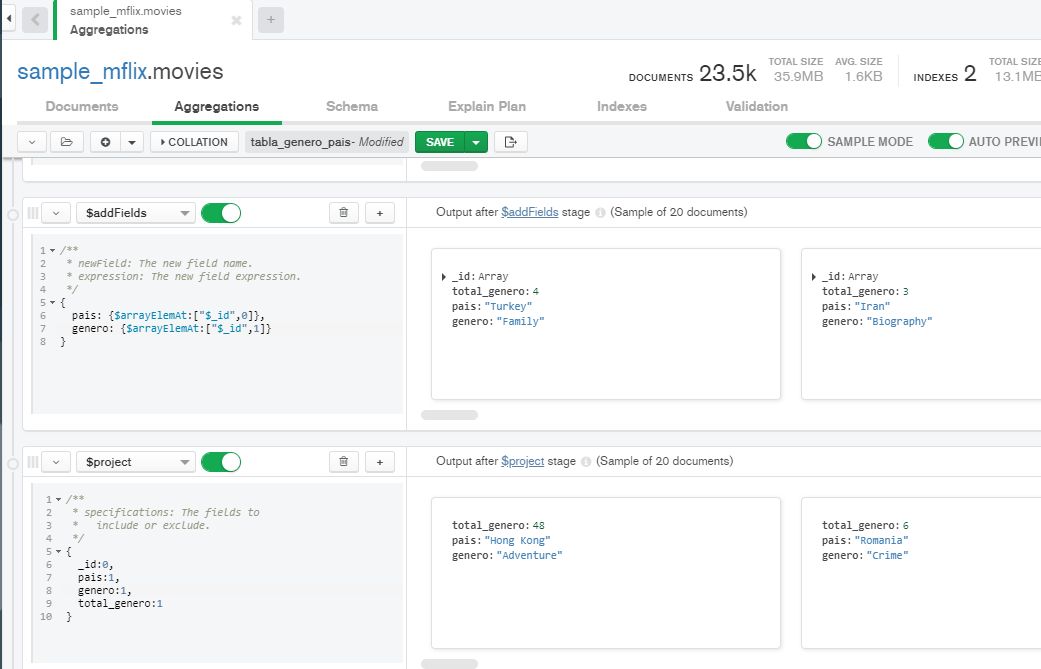 sample_mflix.movies
Aggregations
sample_mflix.movies
DOCUMENTS 23.5k TOTAL SIZE 35.9MB AVG. SIZE 1.6KB INDEXES 2 TOTAL SIZE 13.1MB
Documents Aggregations Schema Explain Plan Indexes Validation
COLLATION tabla_genero_pais- Modified SAVE SAMPLE MODE AUTO PREVI
$addFields
Output after $addFields stage (Sample of 20 documents)
1 /**
2 * newField: The new field name.
3 * expression: The new field expression.
4 */
5 {
6 pais: {$arrayElemAt:["$_id",0]},
7 genero: {$arrayElemAt:["$_id",1]}
8 }
_id: Array
total_genero: 4
pais: "Turkey"
genero: "Family"
_id: Array
total_genero: 3
pais: "Iran"
genero: "Biography"
$project
Output after $project stage (Sample of 20 documents)
1 /**
2 * specifications: The fields to
3 * include or exclude.
4 */
5 {
6 _id:0,
7 pais:1,
8 genero:1,
9 total_genero:1
10 }
total_genero: 48
pais: "Hong Kong"
genero: "Adventure"
total_genero: 6
pais: "Romania"
genero: "Crime"